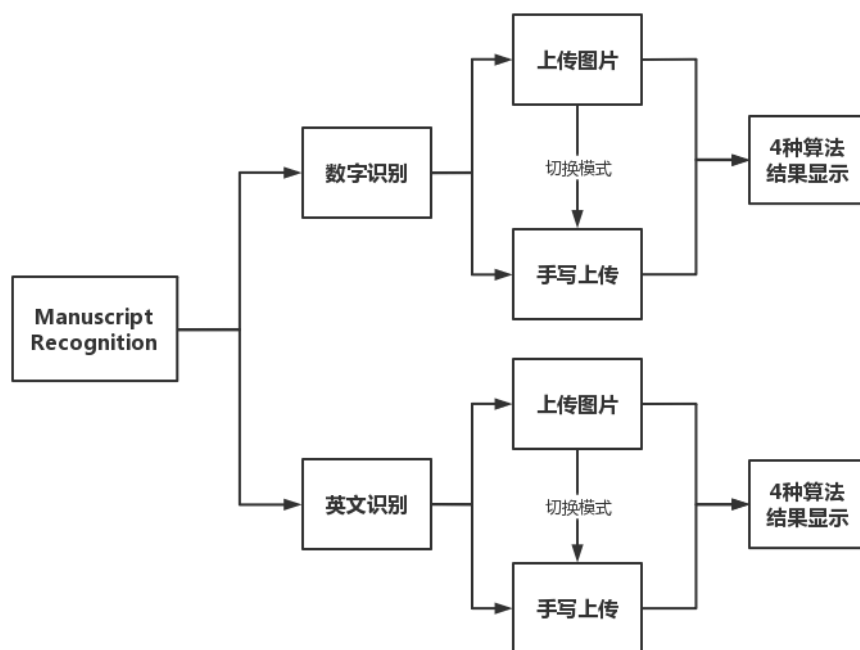 上传图片
数字识别
切换模式
4种算法
结果显示
手写上传
Manuscript
Recognition
上传图片
英文识别
切换模式
4种算法
结果显示
手写上传